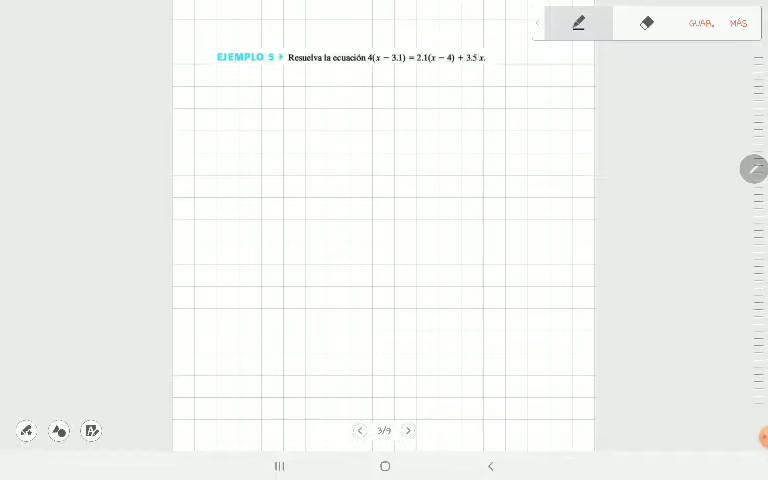 GUAR. MÁS
EJEMPLO 5 Resuelva la ecuación 4(x − 3.1) = 2.1(x − 4) + 3.5 x.
3/9